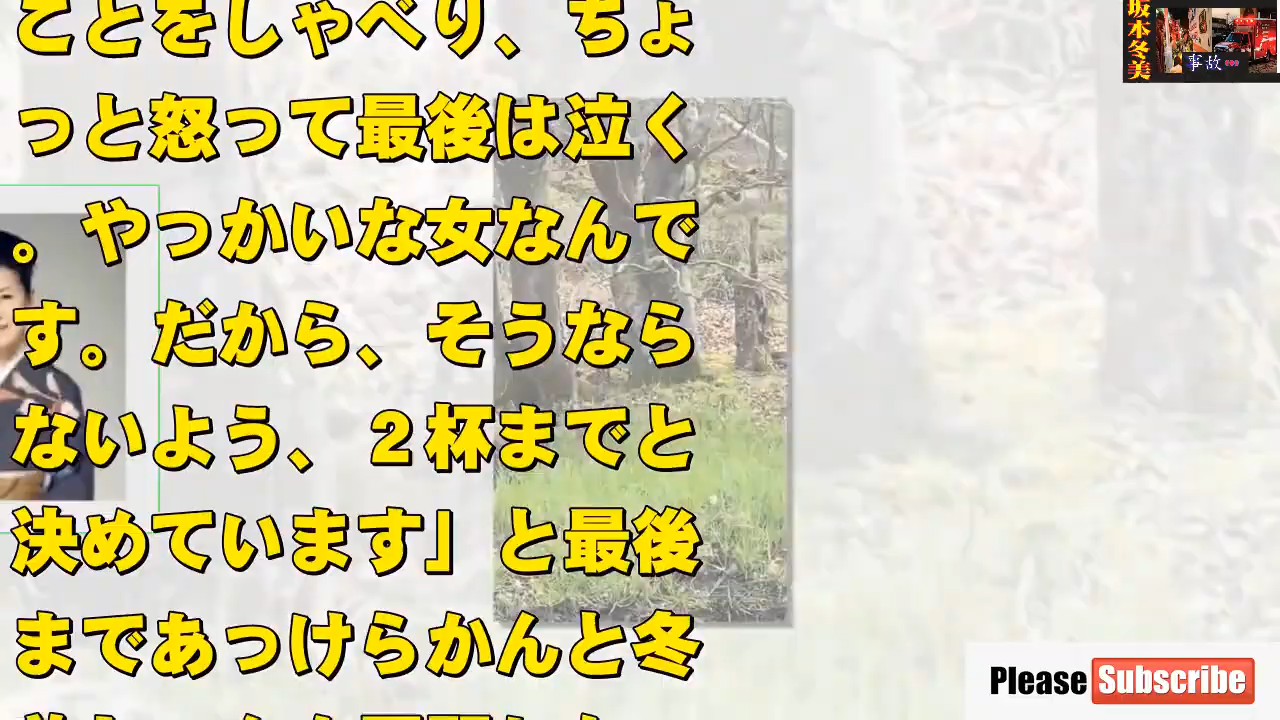 ことをしゃべり、ちょ
っと怒って最後は泣く
。やっかいな女なんで
す。だから、そうなら
ないよう、２杯までと
決めています」と最後
まであっけらかんと冬
坂本冬美
事故
Please Subscribe